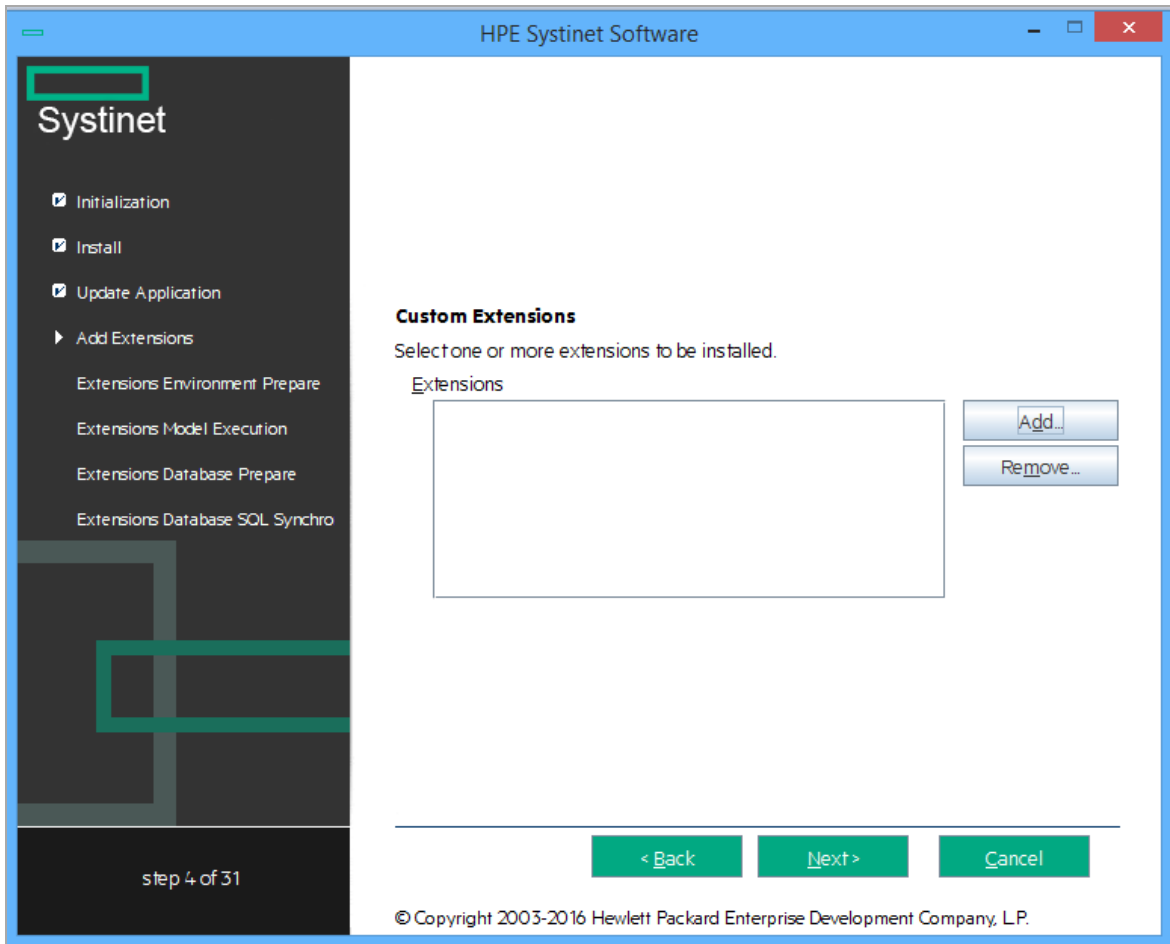 HPE Systinet Software
Systinet
Initialization
Install
Update Application
Add Extensions
Extensions Environment Prepare
Extensions Model Execution
Extensions Database Prepare
Extensions Database SQL Synchro
step 4 of 31
Custom Extensions
Select one or more extensions to be installed.
Extensions
Add...
Remove...
< Back
Next >
Cancel
© Copyright 2003-2016 Hewlett Packard Enterprise Development Company, L.P.